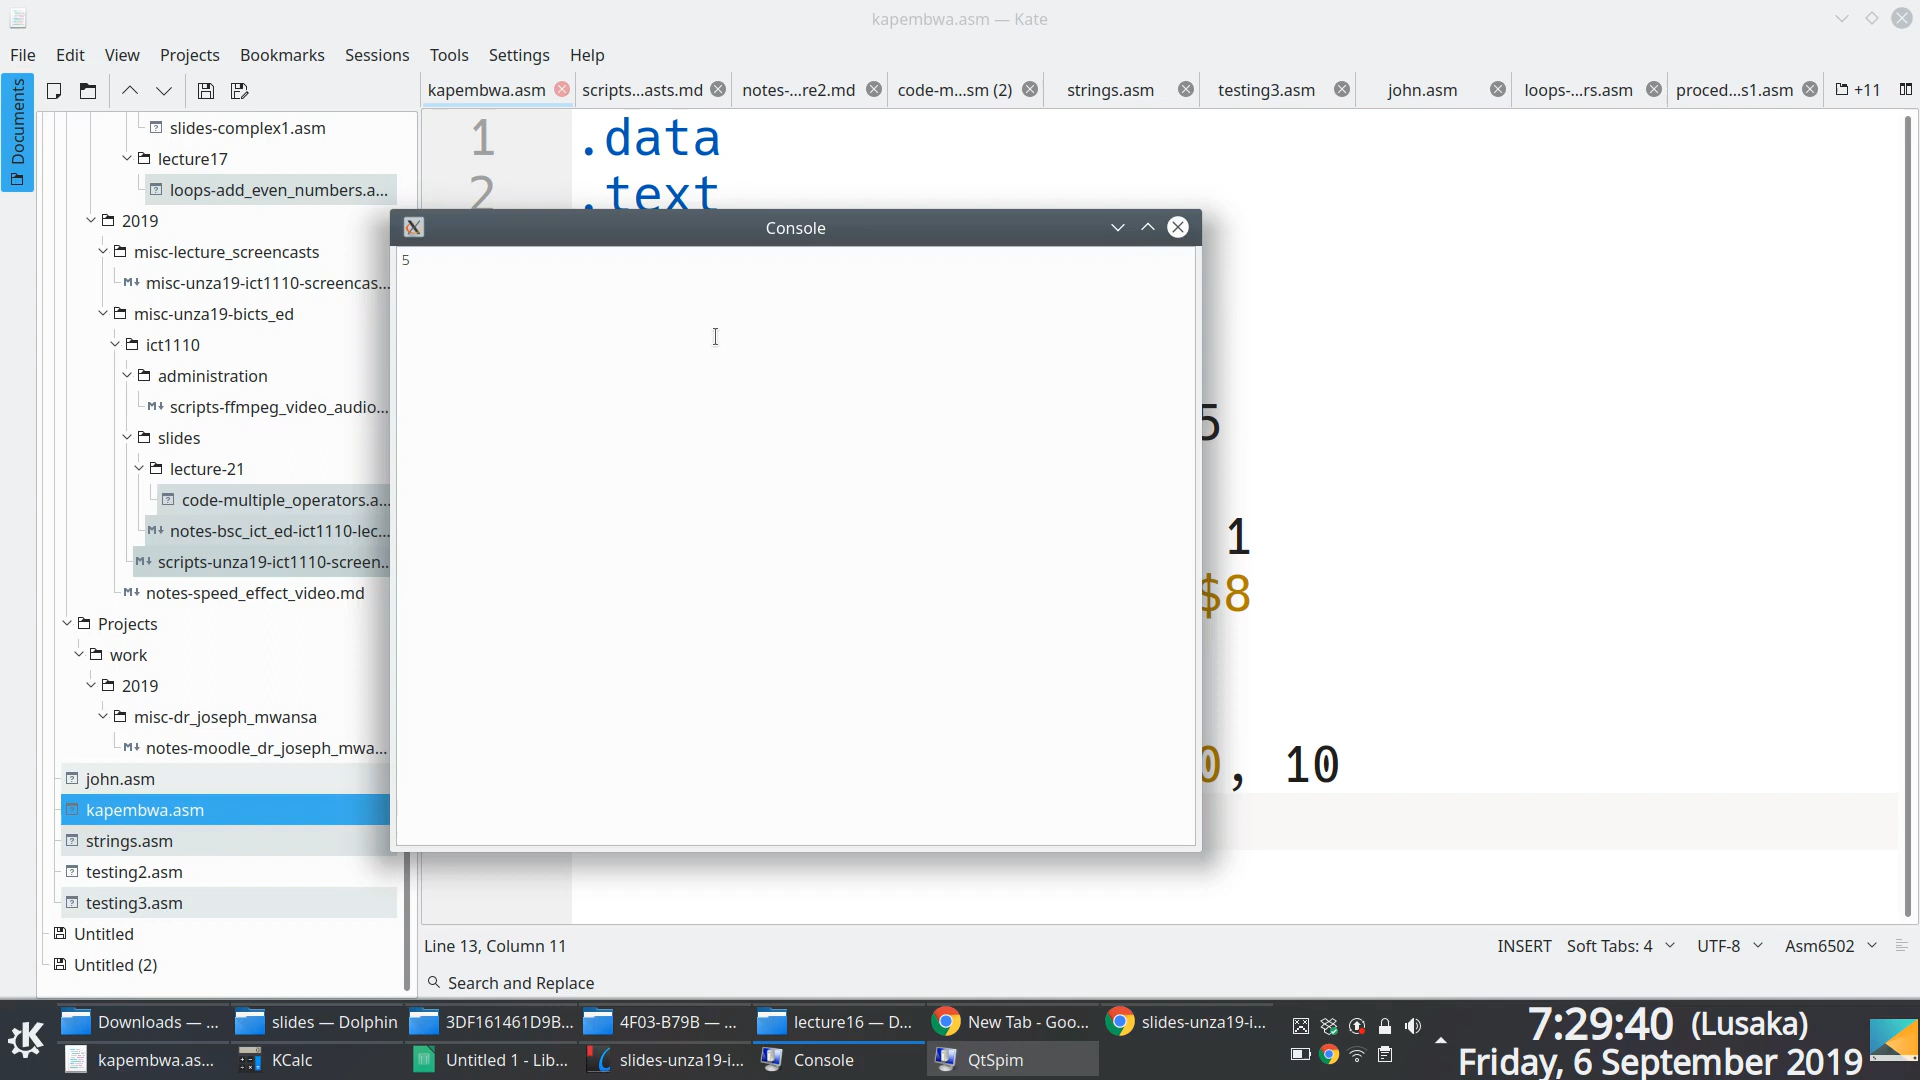 kapembwa.asm — Kate
File Edit View Projects Bookmarks Sessions Tools Settings Help
Documents
kapembwa.asm scripts...asts.md notes-...re2.md code-m...sm (2) strings.asm testing3.asm john.asm loops-...rs.asm proced...s1.asm +11
slides-complex1.asm
lecture17
loops-add_even_numbers.a...
2019
misc-lecture_screencasts
misc-unza19-ict1110-screencas...
misc-unza19-bicts_ed
ict1110
administration
scripts-ffmpeg_video_audio...
slides
lecture-21
code-multiple_operators.a...
notes-bsc_ict_ed-ict1110-lec...
scripts-unza19-ict1110-screen...
notes-speed_effect_video.md
Projects
work
2019
misc-dr_joseph_mwansa
notes-moodle_dr_joseph_mwa...
john.asm
kapembwa.asm
strings.asm
testing2.asm
testing3.asm
Untitled
Untitled (2)
1 .data
2 .text
Console
5
5
1
$8
0, 10
Line 13, Column 11
INSERT Soft Tabs: 4 UTF-8 Asm6502
Search and Replace
Downloads — ... slides — Dolphin 3DF161461D9B... 4F03-B79B — ... lecture16 — D... New Tab - Goo... slides-unza19-i...
kapembwa.as... KCalc Untitled 1 - Lib... slides-unza19-i... Console QtSpim
7:29:40 (Lusaka)
Friday, 6 September 2019